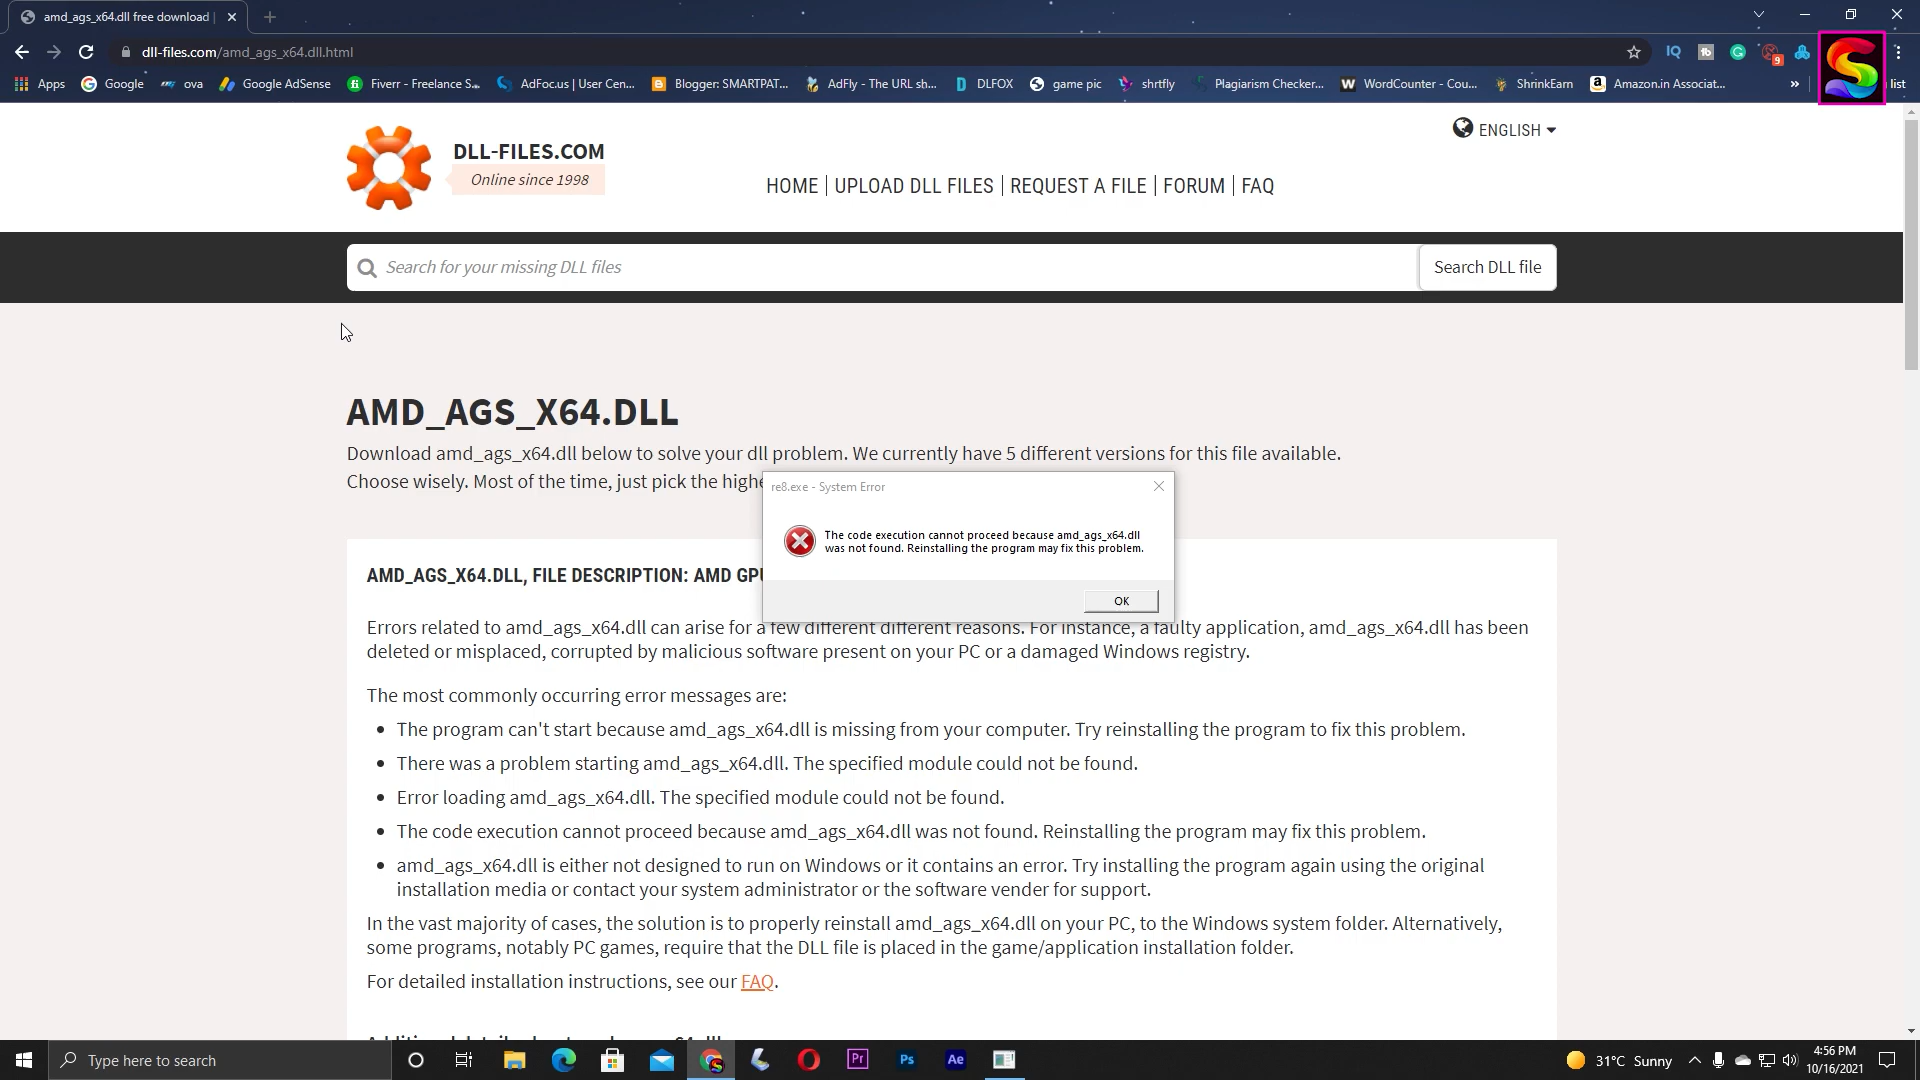 amd_ags_x64.dll free download |
dll-files.com/amd_ags_x64.dll.html
IQ
tb
G
9
Apps
Google
ova
Google AdSense
Fiverr - Freelance S...
AdFoc.us | User Cen...
Blogger: SMARTPAT...
AdFly - The URL sh...
DLFOX
game pic
shrtfly
Plagiarism Checker...
WordCounter - Cou...
ShrinkEarn
Amazon.in Associat...
»
list
DLL-FILES.COM
Online since 1998
ENGLISH
HOME | UPLOAD DLL FILES | REQUEST A FILE | FORUM | FAQ
Search for your missing DLL files
Search DLL file
AMD_AGS_X64.DLL
Download amd_ags_x64.dll below to solve your dll problem. We currently have 5 different versions for this file available.
Choose wisely. Most of the time, just pick the highe
re8.exe - System Error
The code execution cannot proceed because amd_ags_x64.dll
was not found. Reinstalling the program may fix this problem.
OK
AMD_AGS_X64.DLL, FILE DESCRIPTION: AMD GPU
Errors related to amd_ags_x64.dll can arise for a few different different reasons. For instance, a faulty application, amd_ags_x64.dll has been
deleted or misplaced, corrupted by malicious software present on your PC or a damaged Windows registry.
The most commonly occurring error messages are:
• The program can't start because amd_ags_x64.dll is missing from your computer. Try reinstalling the program to fix this problem.
• There was a problem starting amd_ags_x64.dll. The specified module could not be found.
• Error loading amd_ags_x64.dll. The specified module could not be found.
• The code execution cannot proceed because amd_ags_x64.dll was not found. Reinstalling the program may fix this problem.
• amd_ags_x64.dll is either not designed to run on Windows or it contains an error. Try installing the program again using the original
installation media or contact your system administrator or the software vender for support.
In the vast majority of cases, the solution is to properly reinstall amd_ags_x64.dll on your PC, to the Windows system folder. Alternatively,
some programs, notably PC games, require that the DLL file is placed in the game/application installation folder.
For detailed installation instructions, see our FAQ.
Type here to search
Pr
Ps
Ae
31°C Sunny
4:56 PM
10/16/2021